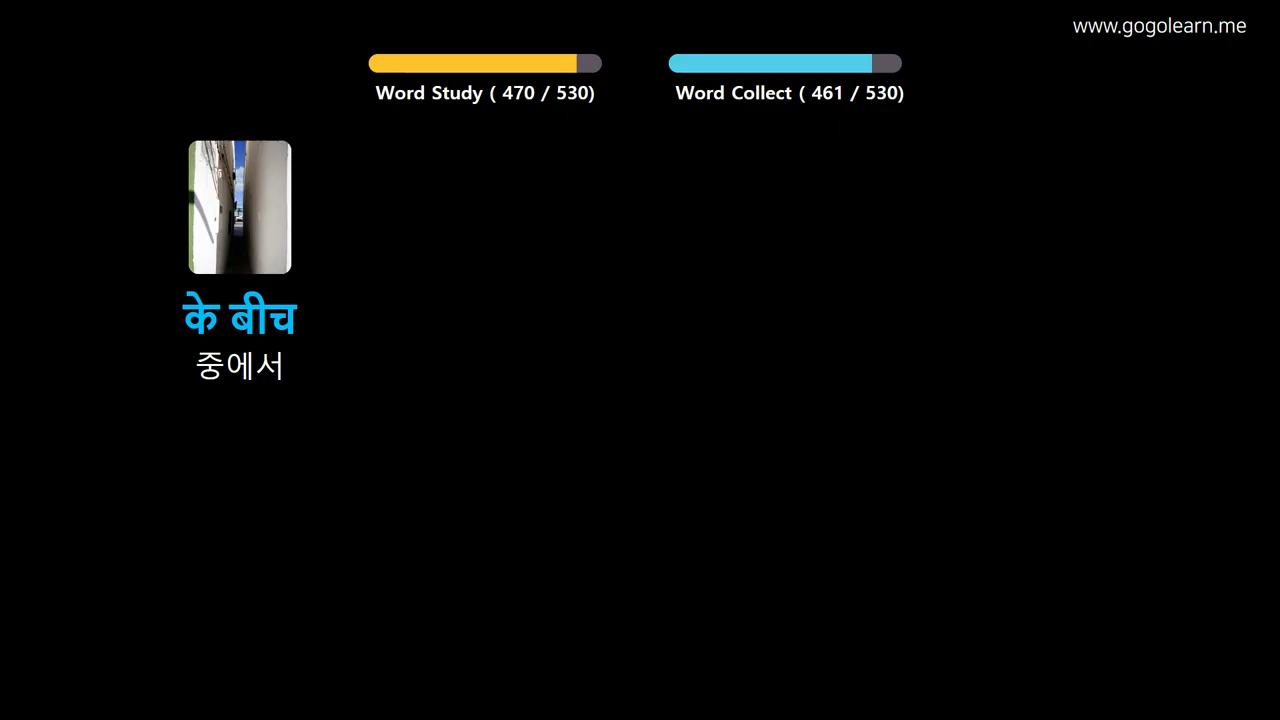 www.gogolearn.me
Word Study ( 470 / 530)
Word Collect ( 461 / 530)
के बीच
중에서